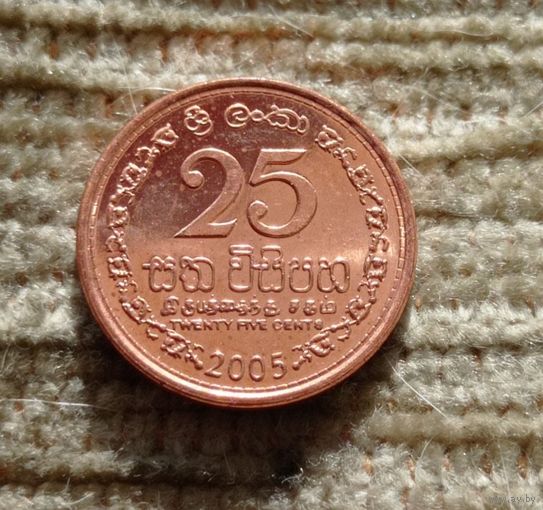 ශ්‍රී ලංකා
25
සත විසිපහ
இருபத்தைந்து சதம்
TWENTY FIVE CENTS
2005
www.ay.by